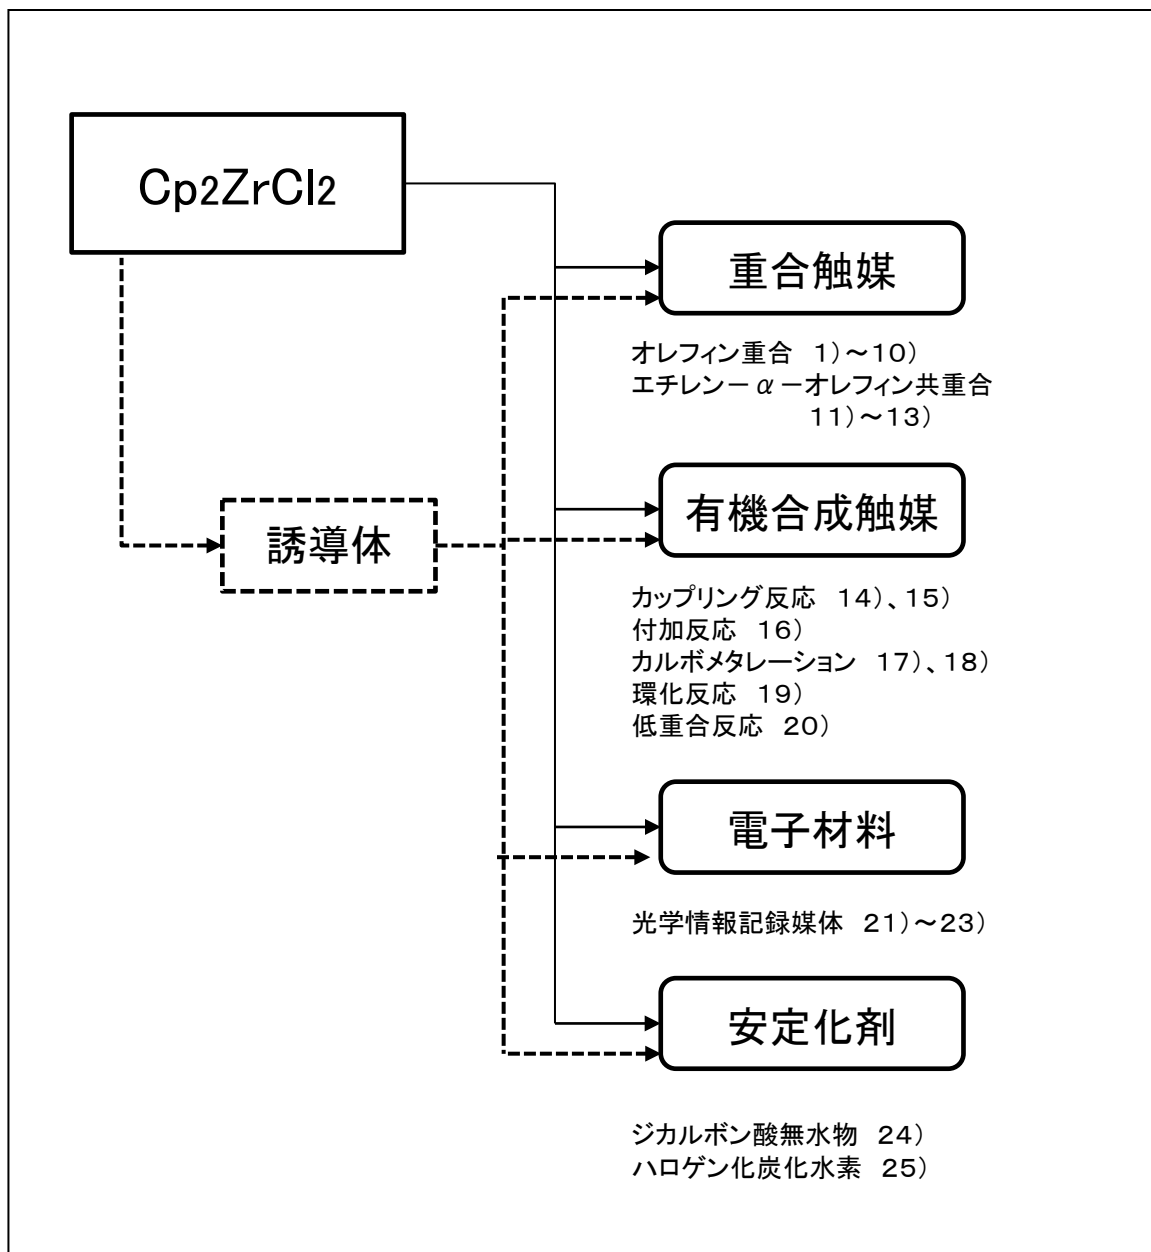 Cp2ZrCl2
重合触媒
オレフィン重合 1)～10)
エチレン－α－オレフィン共重合
11)～13)
有機合成触媒
誘導体
カップリング反応 14)、15)
付加反応 16)
カルボメタレーション 17)、18)
環化反応 19)
低重合反応 20)
電子材料
光学情報記録媒体 21)～23)
安定化剤
ジカルボン酸無水物 24)
ハロゲン化炭化水素 25)